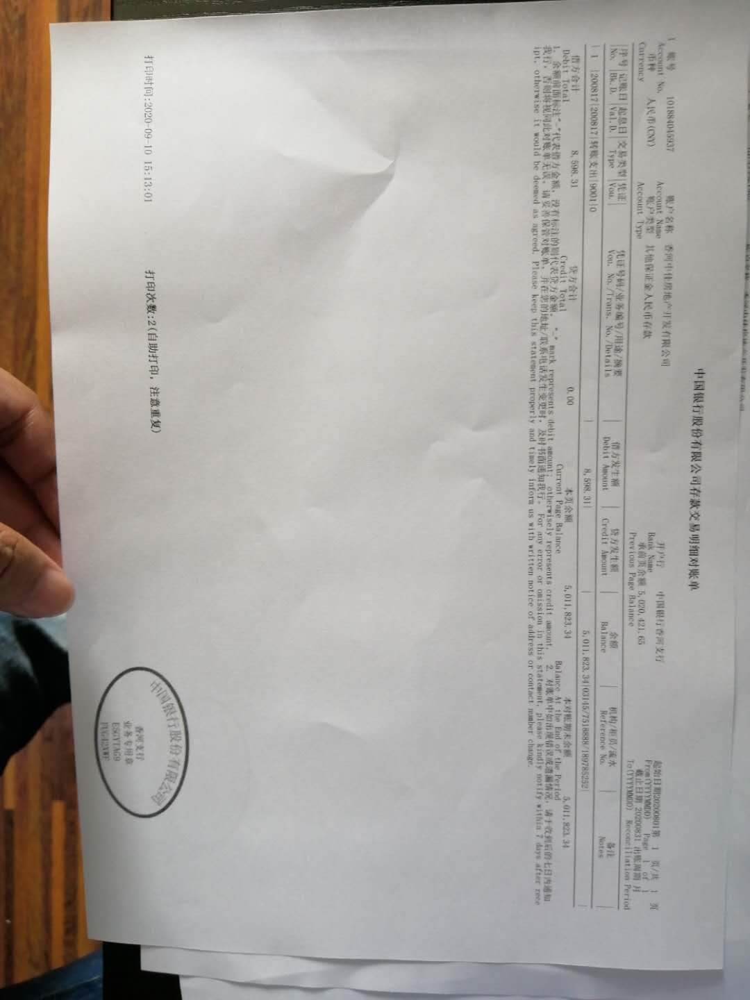 中国银行股份有限公司存款交易明细对账单
1 账号 101884045937 账户名称 香河中住房地产开发有限公司 开户行 中国银行香河支行 起始日期20200801第 1 页/共 1 页
Account No. Account Name Bank Name From(YYYYMMDD) Page 1 of 1
币种 人民币(CNY) 账户类型 其他保证金人民币存款 承前页余额 5,020,421.65 截止日期 20200831 出账周期 月
Currency Account Type Previous Page Balance To(YYYYMMDD) Reconciliation Period
序号|记账日|起息日|交易类型|凭证| 凭证号码/业务编号/用途/摘要 | 借方发生额 | 贷方发生额 | 余额 | 机构/柜员/流水 | 备注 |
No. |Bk.D. |Val.D. | Type |Vou. | Vou. No./Trans. No./Details | Debit Amount | Credit Amount | Balance | Reference No. | Notes |
| 1 |200817|200817|转账支出|9001|0 | 8,598.31| | 5,011,823.34|03145/7518888/189785252| |
借方合计 8,598.31 贷方合计 0.00 本页余额 5,011,823.34 本对账期末余额 5,011,823.34
Debit Total Credit Total Current Page Balance Balance At the End of the Period
1. 余额前面标注“-”代表借方金额，没有标注的则代表贷方金额。 "-" mark represents debit amount; otherwisely represents credit amount. 2. 对账单中如出现错误或遗漏情况，请于收到后的七日内通知
我行，否则将视同此对账单无误。请妥善保管对账单，并在您的地址/联系电话发生变更时，及时书面通知我行。 For any error or omission in this statement, please kindly notify within 7 days after rece
ipt, otherwise it would be deemed as agreed. Please keep this statement properly and timely inform us with written notice of address or contact number change.
打印时间:2020-09-10 15:13:01 打印次数:2(自助打印，注意重复)
中国银行股份有限公司
香河支行
业务专用章